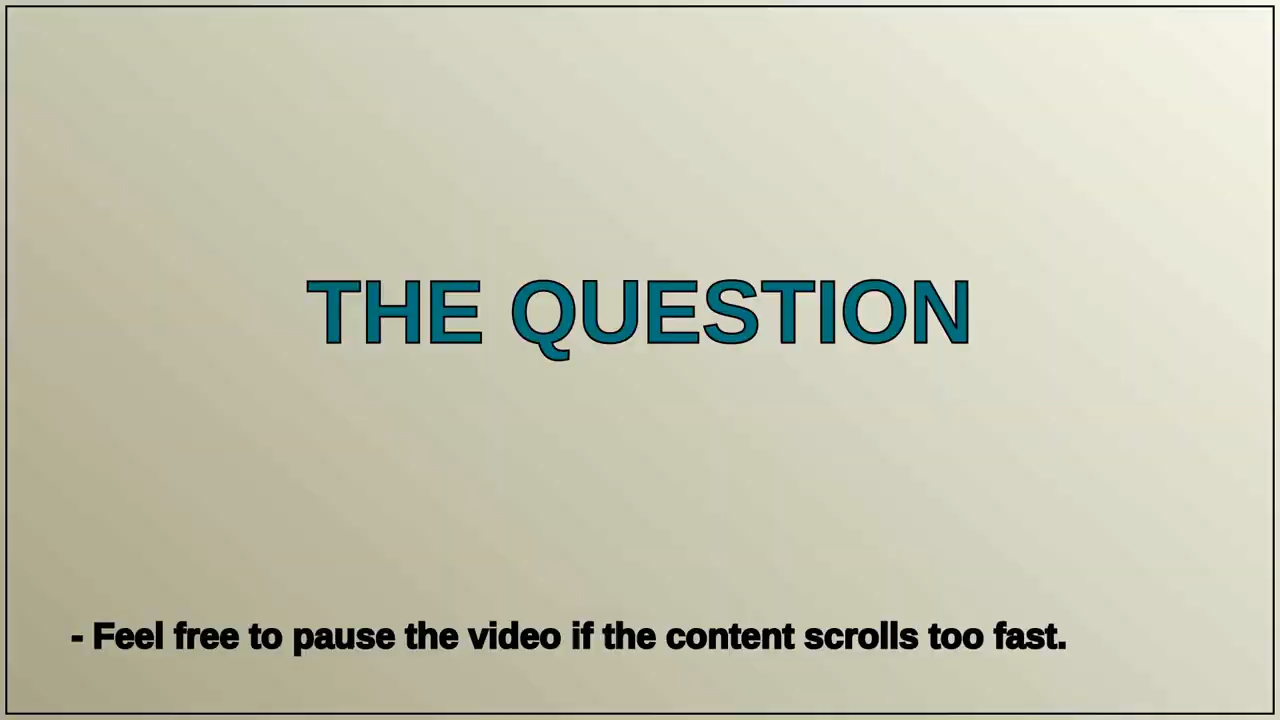 THE QUESTION
- Feel free to pause the video if the content scrolls too fast.